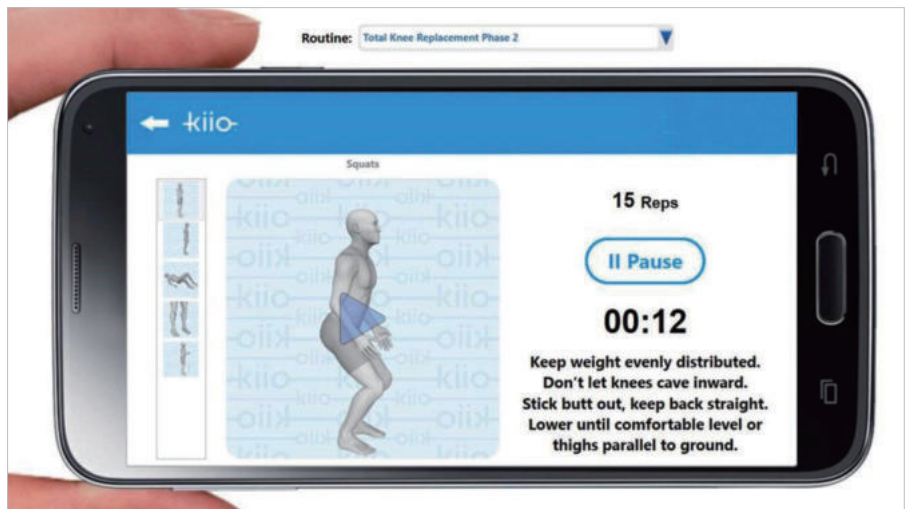 Routine: Total Knee Replacement Phase 2
kiio
Squats
15 Reps
II Pause
00:12
Keep weight evenly distributed.
Don't let knees cave inward.
Stick butt out, keep back straight.
Lower until comfortable level or
thighs parallel to ground.